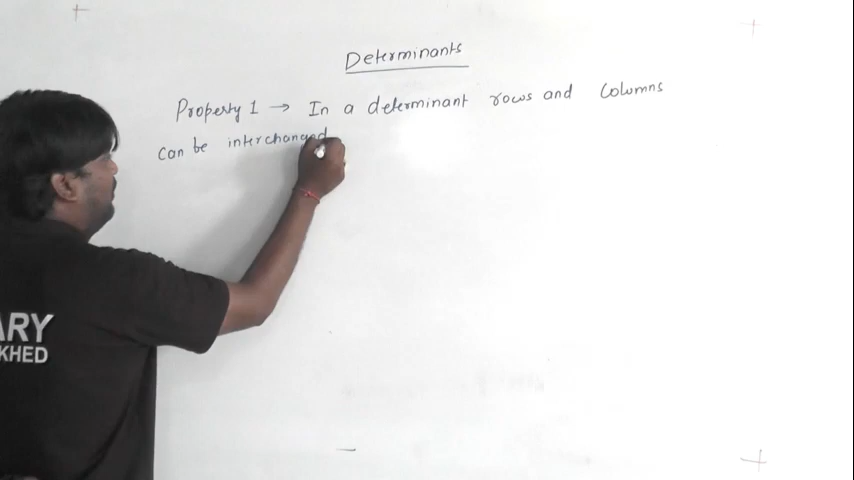 Determinants
Property 1 → In a determinant rows and columns
can be interchanged
ARY
KHED